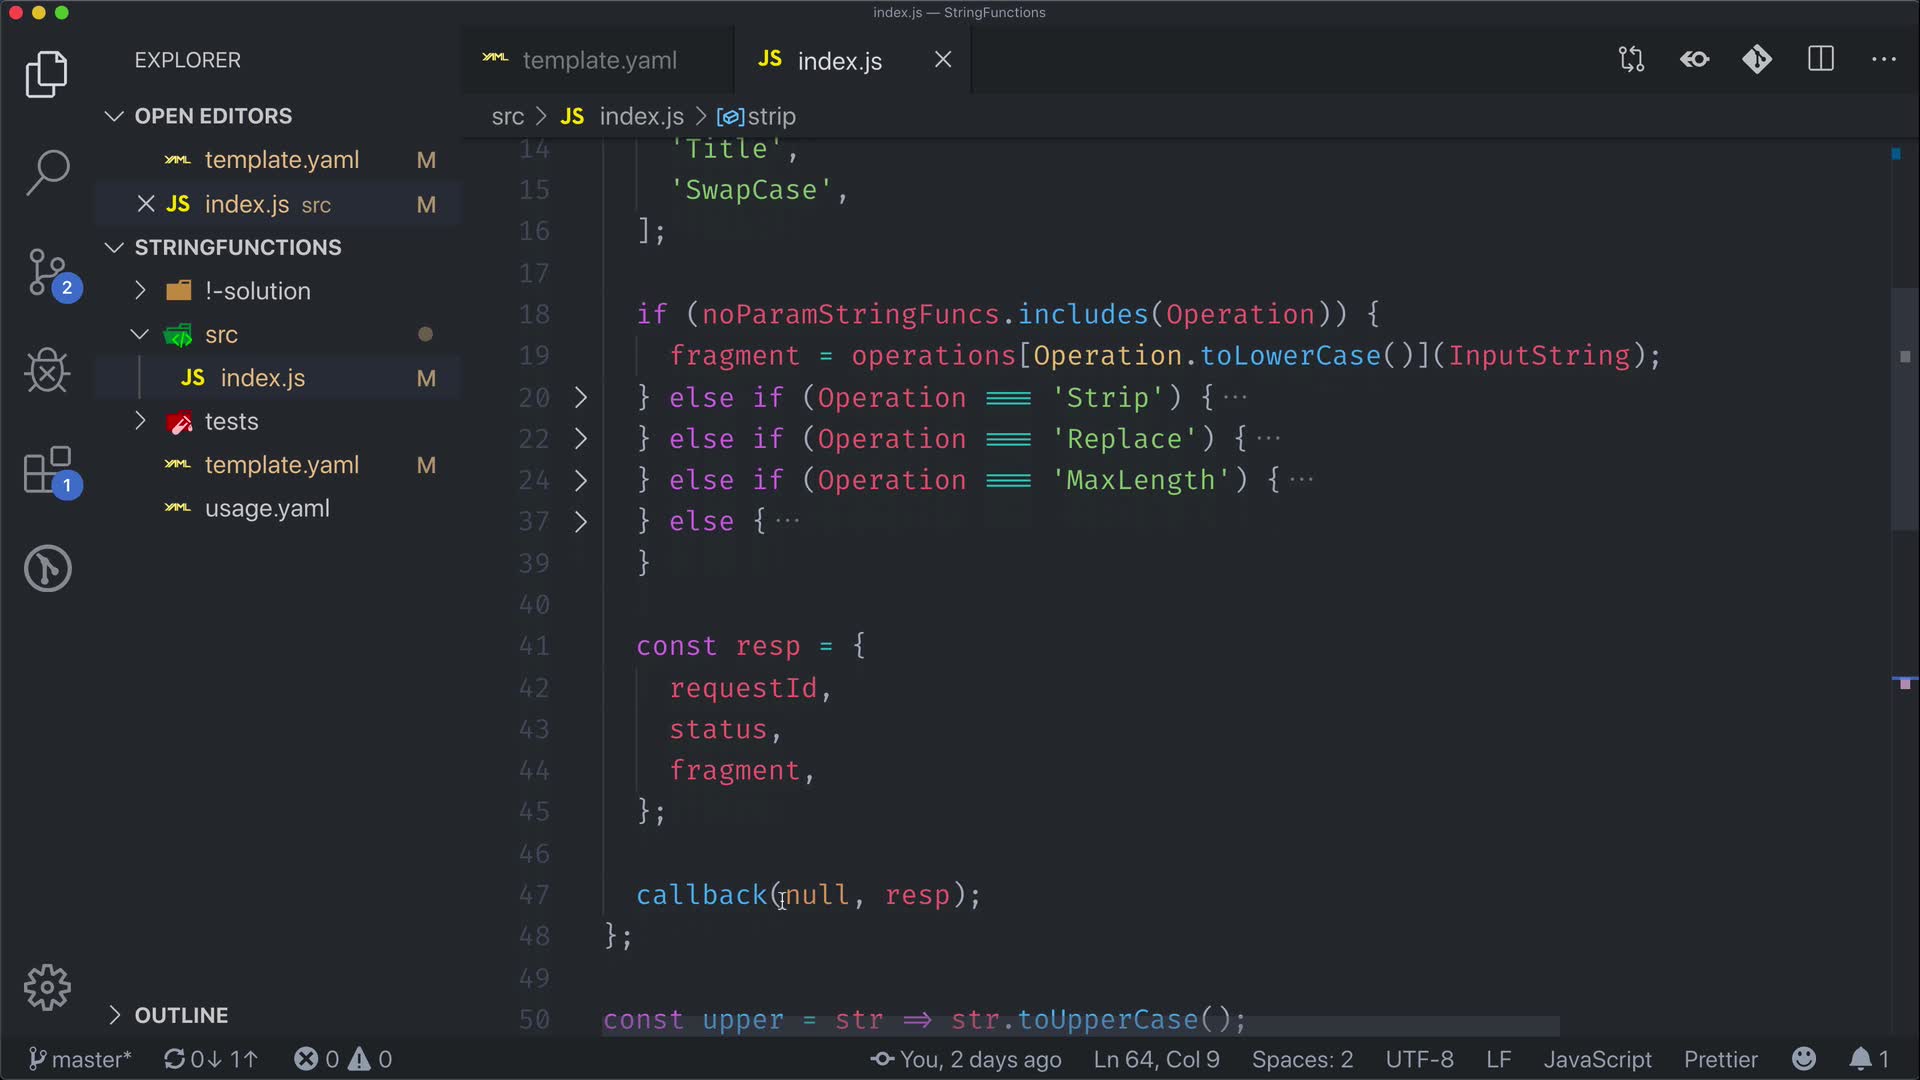 index.js — StringFunctions
EXPLORER
OPEN EDITORS
template.yaml M
index.js src M
STRINGFUNCTIONS
!-solution
src
index.js M
tests
template.yaml M
usage.yaml
OUTLINE
2
1
template.yaml
JS index.js
src > JS index.js > strip
14 'Title',
15 'SwapCase',
16 ];
17
18 if (noParamStringFuncs.includes(Operation)) {
19 fragment = operations[Operation.toLowerCase()](InputString);
20 } else if (Operation === 'Strip') {···
22 } else if (Operation === 'Replace') {···
24 } else if (Operation === 'MaxLength') {···
37 } else {···
39 }
40
41 const resp = {
42 requestId,
43 status,
44 fragment,
45 };
46
47 callback(null, resp);
48 };
49
50 const upper = str => str.toUpperCase();
master* 0↓ 1↑ 0 0 You, 2 days ago Ln 64, Col 9 Spaces: 2 UTF-8 LF JavaScript Prettier 1